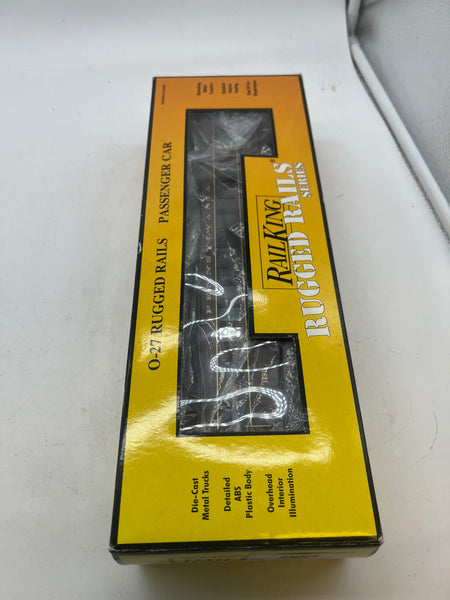 O-27 RUGGED RAILS PASSENGER CAR
RAILKING®
RUGGED RAILS
SERIES
Die-Cast
Metal Trucks
Detailed
ABS
Plastic Body
Overhead
Interior
Illumination
PENNSYLVANIA